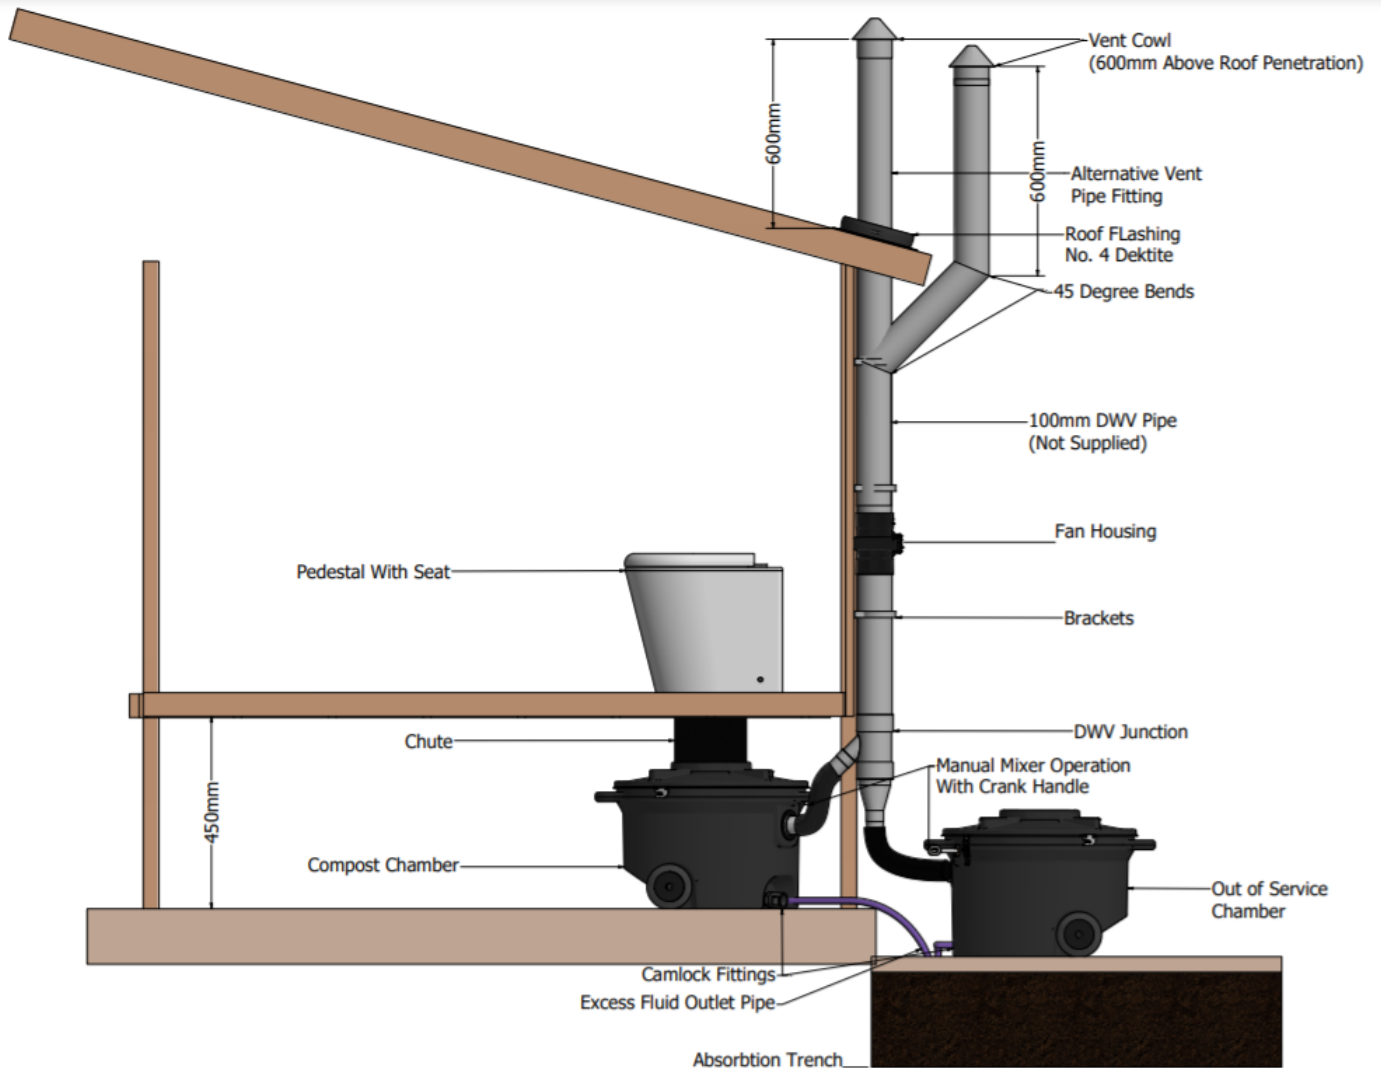 Vent Cowl
(600mm Above Roof Penetration)
600mm
600mm
Alternative Vent
Pipe Fitting
Roof FLashing
No. 4 Dektite
45 Degree Bends
100mm DWV Pipe
(Not Supplied)
Fan Housing
Pedestal With Seat
Brackets
Chute
DWV Junction
Manual Mixer Operation
With Crank Handle
450mm
Compost Chamber
Out of Service
Chamber
Camlock Fittings
Excess Fluid Outlet Pipe
Absorbtion Trench